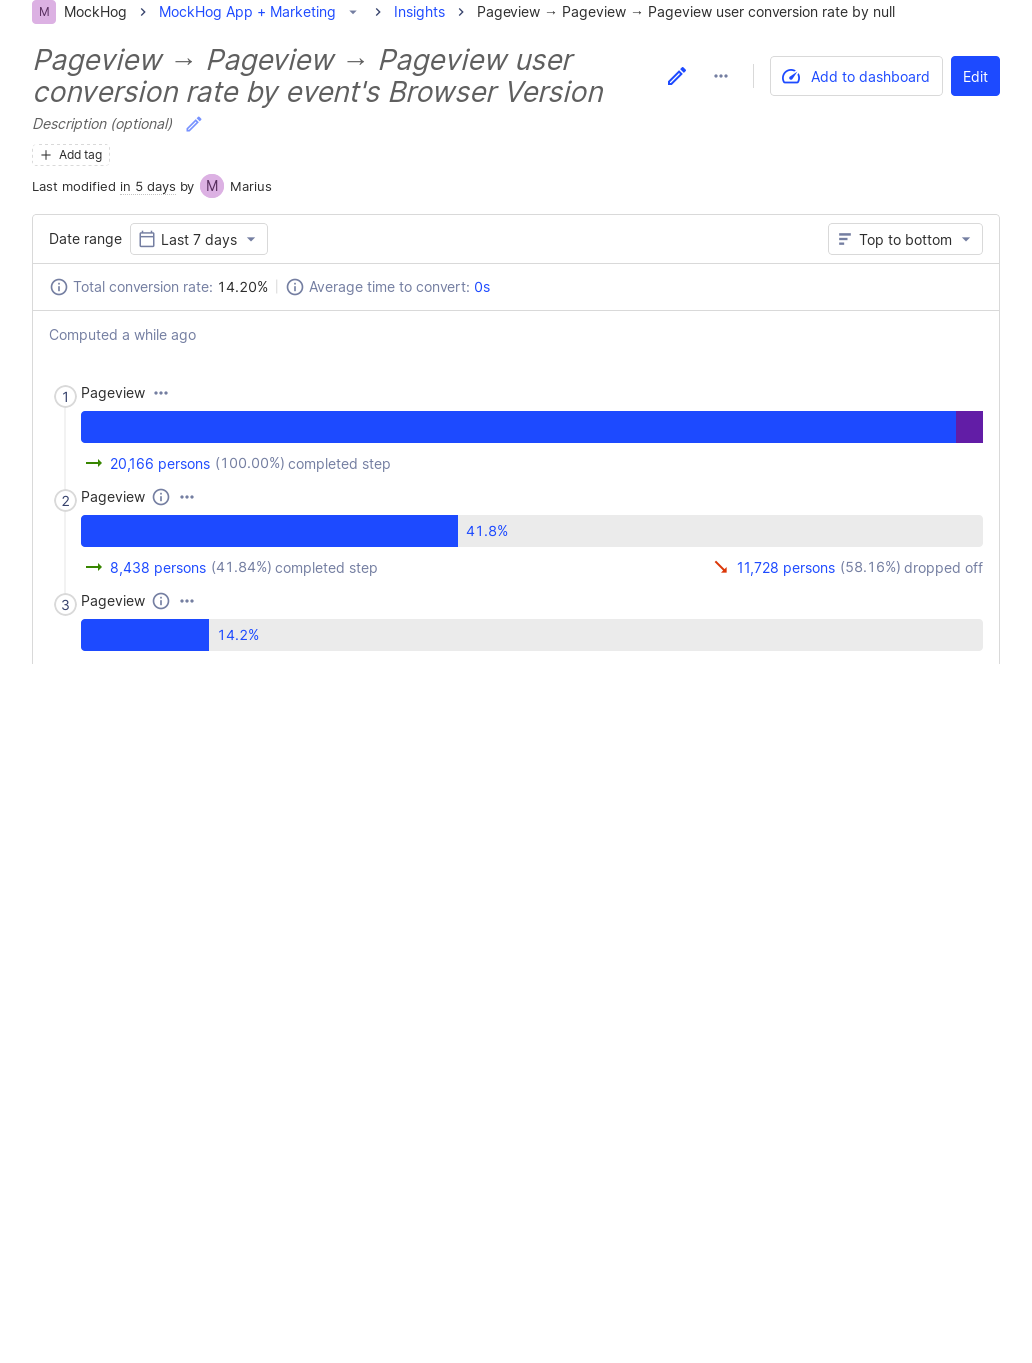 M MockHog MockHog App + Marketing Insights Pageview → Pageview → Pageview user conversion rate by null
Pageview → Pageview → Pageview user
conversion rate by event's Browser Version
Add to dashboard
Edit
Description (optional)
Add tag
Last modified in 5 days by M Marius
Date range Last 7 days Top to bottom
Total conversion rate: 14.20% Average time to convert: 0s
Computed a while ago
1 Pageview
20,166 persons (100.00%) completed step
2 Pageview
41.8%
8,438 persons (41.84%) completed step 11,728 persons (58.16%) dropped off
3 Pageview
14.2%